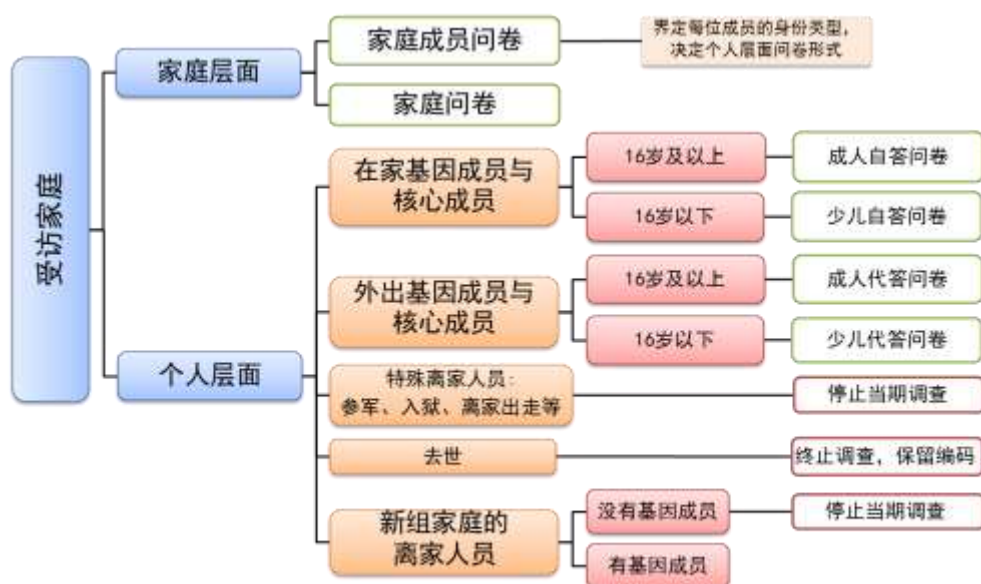 受访家庭
家庭层面
家庭成员问卷
界定每位成员的身份类型，
决定个人层面问卷形式
家庭问卷
个人层面
在家基因成员与
核心成员
16岁及以上
成人自答问卷
16岁以下
少儿自答问卷
外出基因成员与
核心成员
16岁及以上
成人代答问卷
16岁以下
少儿代答问卷
特殊离家人员：
参军、入狱、离家出走等
停止当期调查
去世
终止调查，保留编码
新组家庭的
离家人员
没有基因成员
停止当期调查
有基因成员